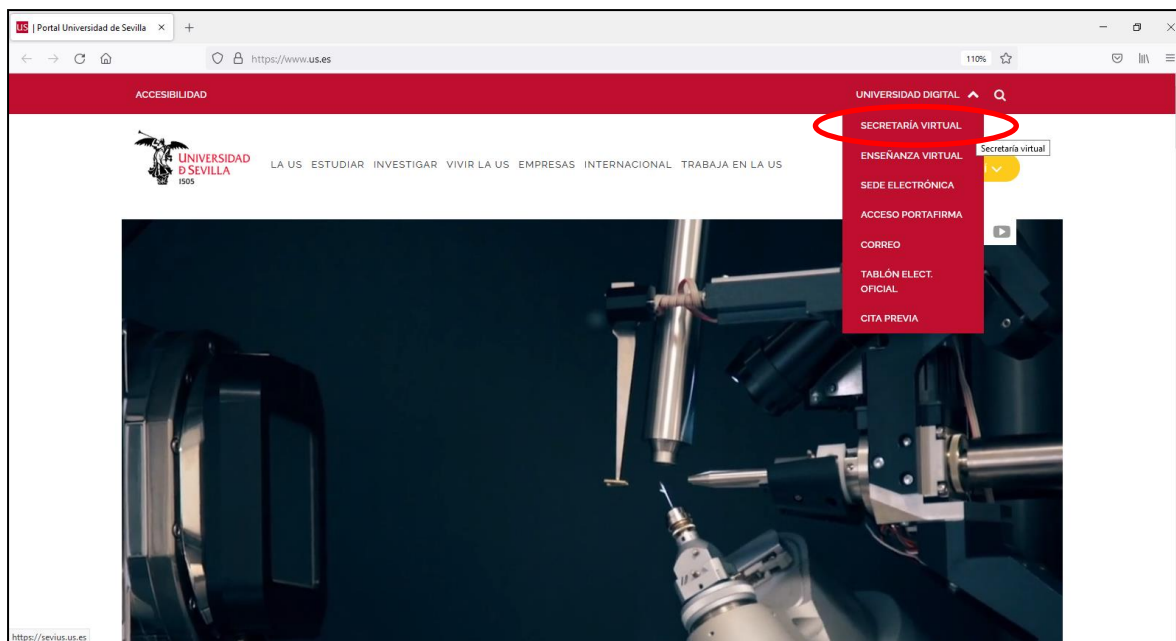 US | Portal Universidad de Sevilla
https://www.us.es
110%
ACCESIBILIDAD
UNIVERSIDAD DIGITAL
SECRETARÍA VIRTUAL
Secretaría virtual
ENSEÑANZA VIRTUAL
SEDE ELECTRÓNICA
ACCESO PORTAFIRMA
CORREO
TABLÓN ELECT.
OFICIAL
CITA PREVIA
UNIVERSIDAD
D SEVILLA
1505
LA US ESTUDIAR INVESTIGAR VIVIR LA US EMPRESAS INTERNACIONAL TRABAJA EN LA US
https://sevius.us.es